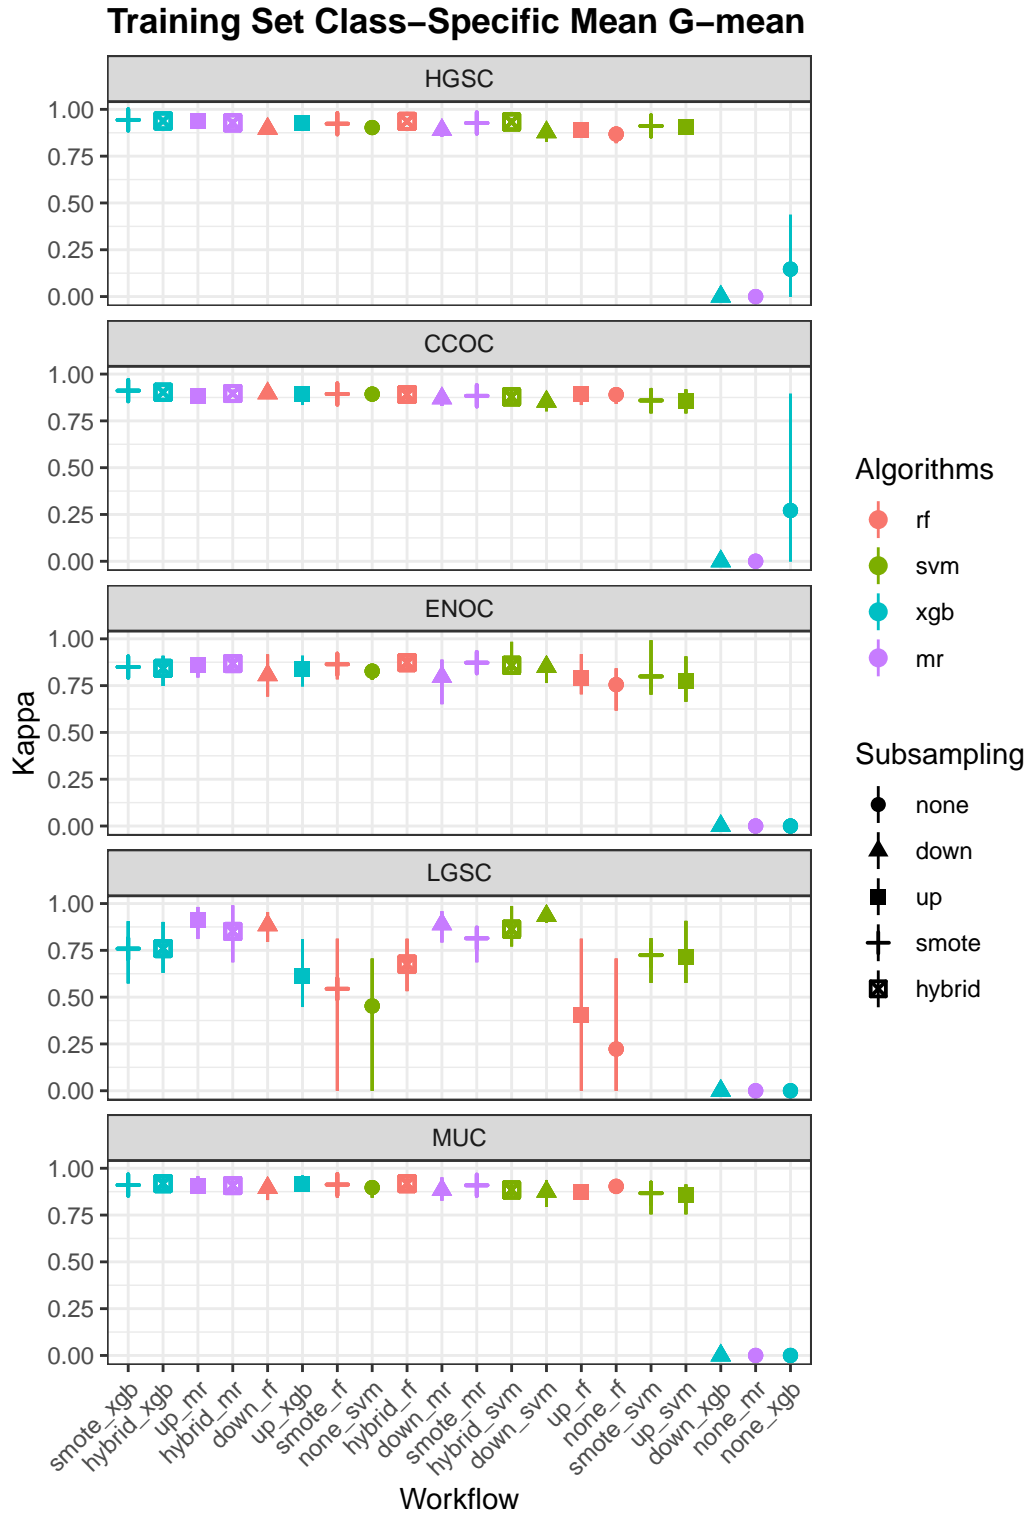 Training Set Class–Specific Mean G–mean
HGSC
1.00
0.75
0.50
0.25
0.00
CCOC
1.00
0.75
0.50
0.25
0.00
ENOC
1.00
0.75
0.50
0.25
0.00
LGSC
1.00
0.75
0.50
0.25
0.00
MUC
1.00
0.75
0.50
0.25
0.00
Kappa
smote_xgb
hybrid_xgb
up_mr
hybrid_mr
down_rf
up_xgb
smote_rf
none_svm
hybrid_rf
down_mr
smote_mr
hybrid_svm
down_svm
up_rf
none_rf
smote_svm
up_svm
down_xgb
none_mr
none_xgb
Workflow
Algorithms
rf
svm
xgb
mr
Subsampling
none
down
up
smote
hybrid